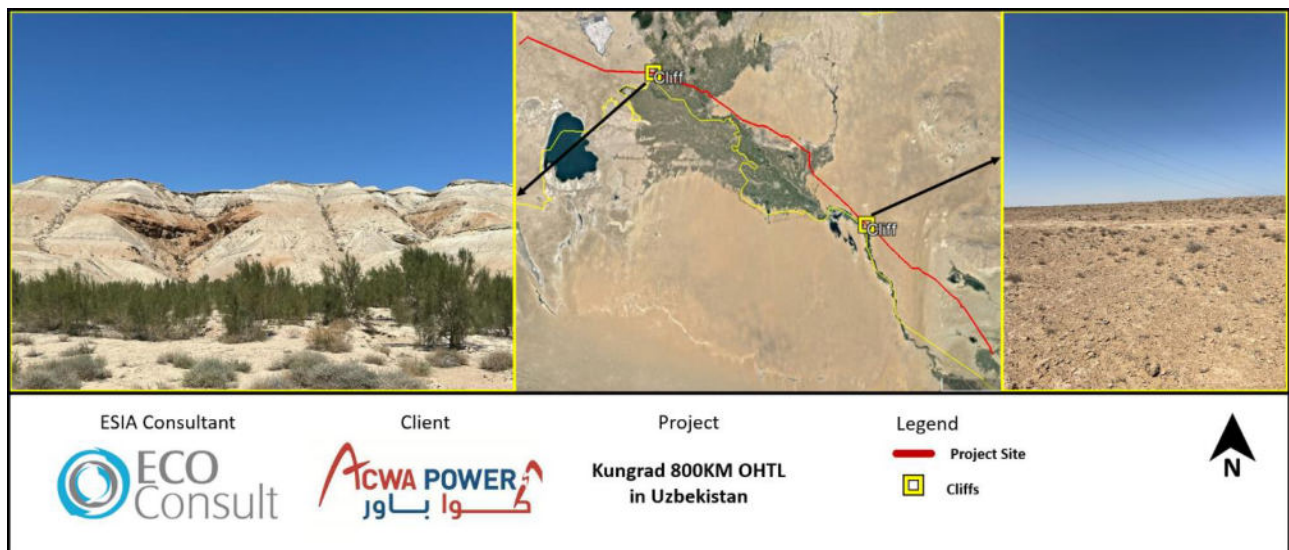 Cliff
Cliff
ESIA Consultant
ECO
Consult
Client
ACWA POWER
أكوا باور
Project
Kungrad 800KM OHTL
in Uzbekistan
Legend
Project Site
Cliffs
N